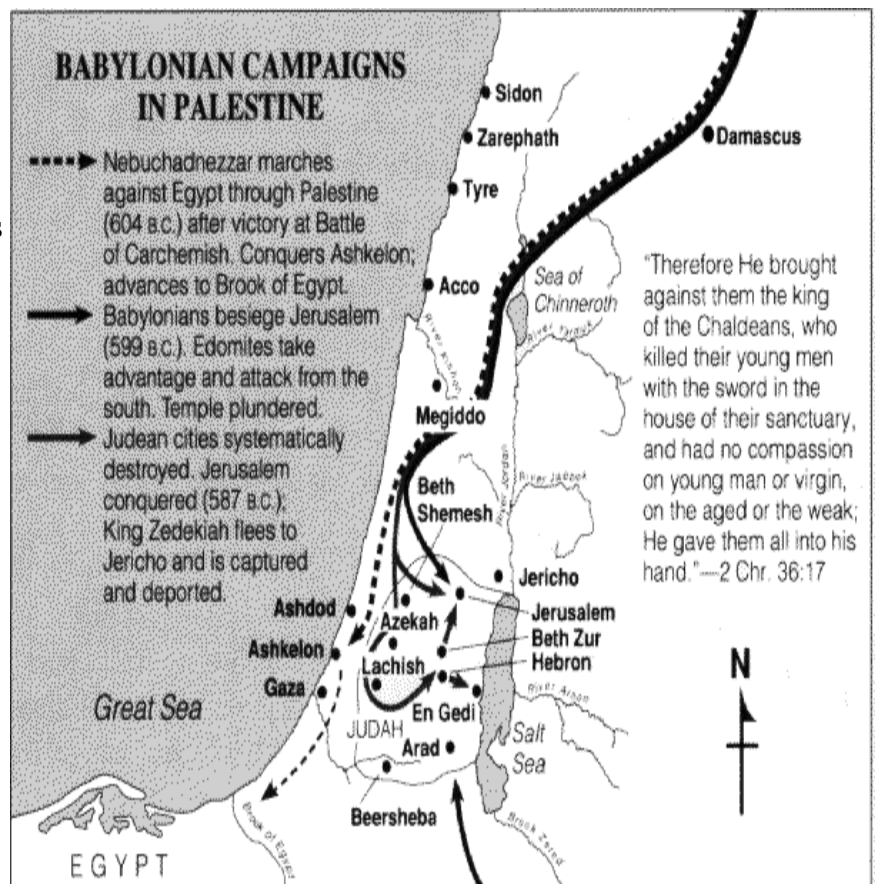 BABYLONIAN CAMPAIGNS
IN PALESTINE
Nebuchadnezzar marches
against Egypt through Palestine
(604 B.C.) after victory at Battle
of Carchemish. Conquers Ashkelon;
advances to Brook of Egypt.
Babylonians besiege Jerusalem
(599 B.C.). Edomites take
advantage and attack from the
south. Temple plundered.
Judean cities systematically
destroyed. Jerusalem
conquered (587 B.C.);
King Zedekiah flees to
Jericho and is captured
and deported.
Sidon
Zarephath
Damascus
Tyre
Acco
Sea of
Chinneroth
River Yarmuk
River Kishon
Megiddo
"Therefore He brought
against them the king
of the Chaldeans, who
killed their young men
with the sword in the
house of their sanctuary,
and had no compassion
on young man or virgin,
on the aged or the weak;
He gave them all into his
hand."—2 Chr. 36:17
River Jordan
River Jabbok
Beth
Shemesh
Jericho
Ashdod
Azekah
Jerusalem
Beth Zur
Ashkelon
Lachish
Hebron
Gaza
En Gedi
River Arnon
Great Sea
JUDAH
Arad
Salt
Sea
Beersheba
Brook Zered
Brook of Egypt
EGYPT
N
s